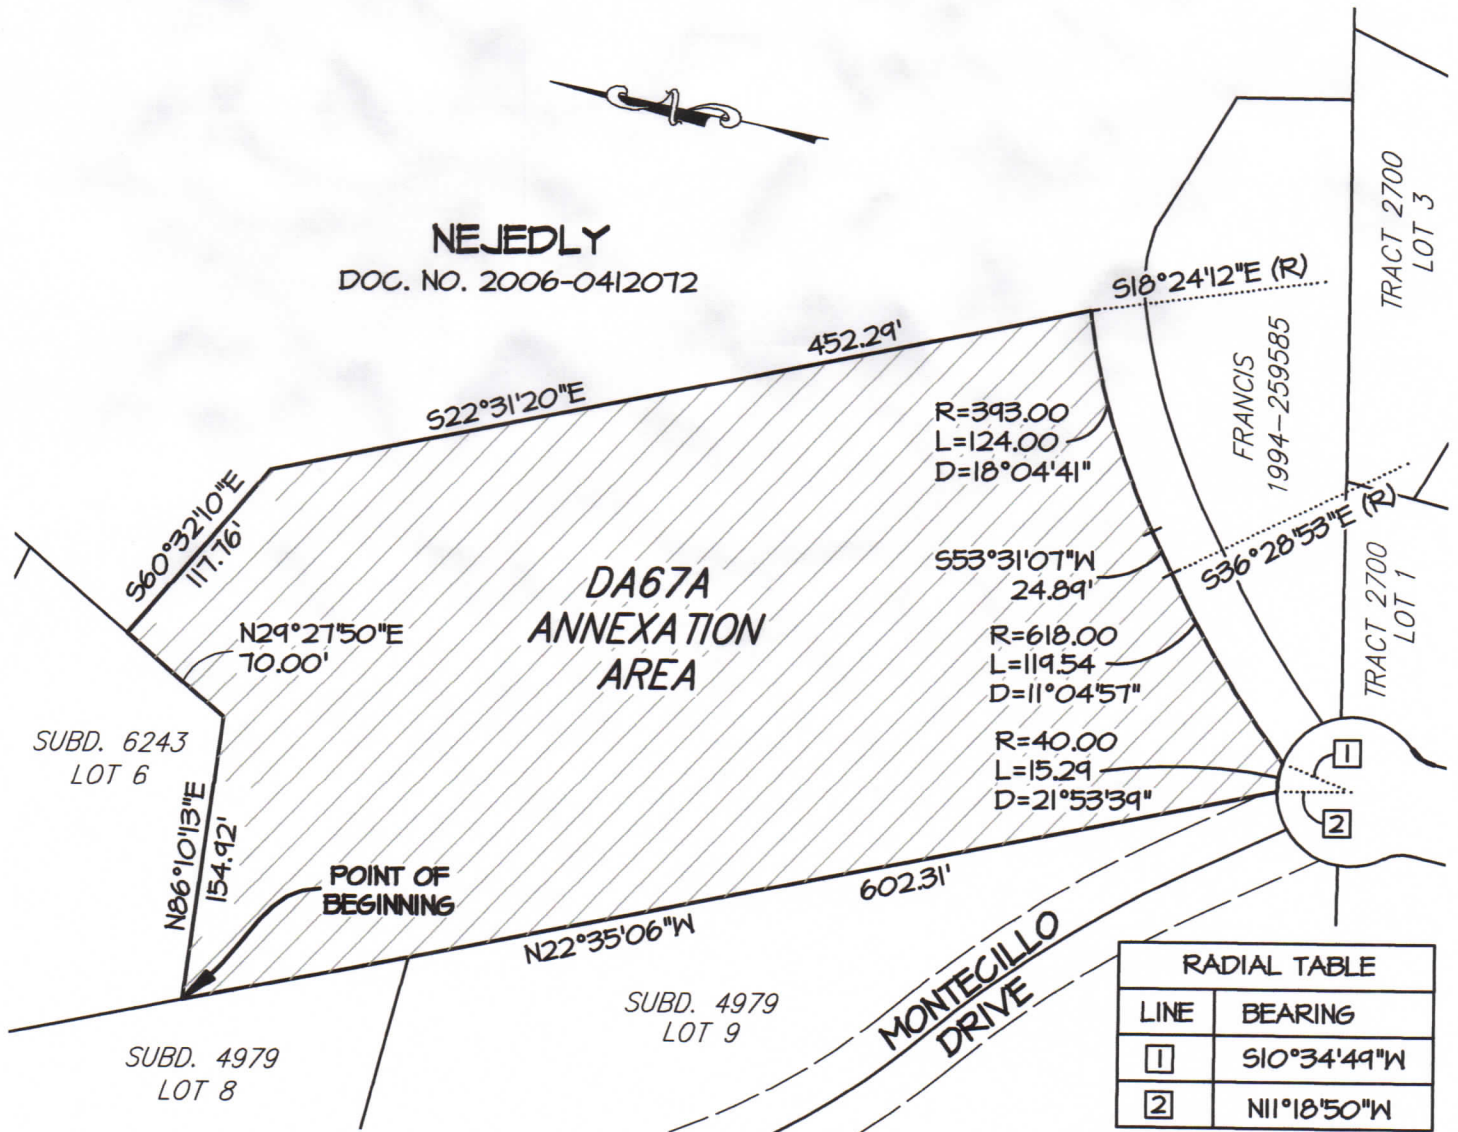 NEJEDLY
DOC. NO. 2006-0412072
S18°24'12"E (R)
TRACT 2700
LOT 3
452.29'
S22°31'20"E
R=393.00
L=124.00
D=18°04'41"
FRANCIS
1994-259585
S60°32'10"E
117.76'
S36°28'53"E (R)
S53°31'07"W
24.89'
DA67A
ANNEXATION
AREA
TRACT 2700
LOT 1
N29°27'50"E
70.00'
R=618.00
L=119.54
D=11°04'57"
SUBD. 6243
LOT 6
R=40.00
L=15.29
D=21°53'39"
1
2
N86°10'13"E
154.92'
POINT OF
BEGINNING
602.31'
N22°35'06"W
MONTECILLO
DRIVE
SUBD. 4979
LOT 9
SUBD. 4979
LOT 8
RADIAL TABLE
LINE BEARING
1 S10°34'49"W
2 N11°18'50"W